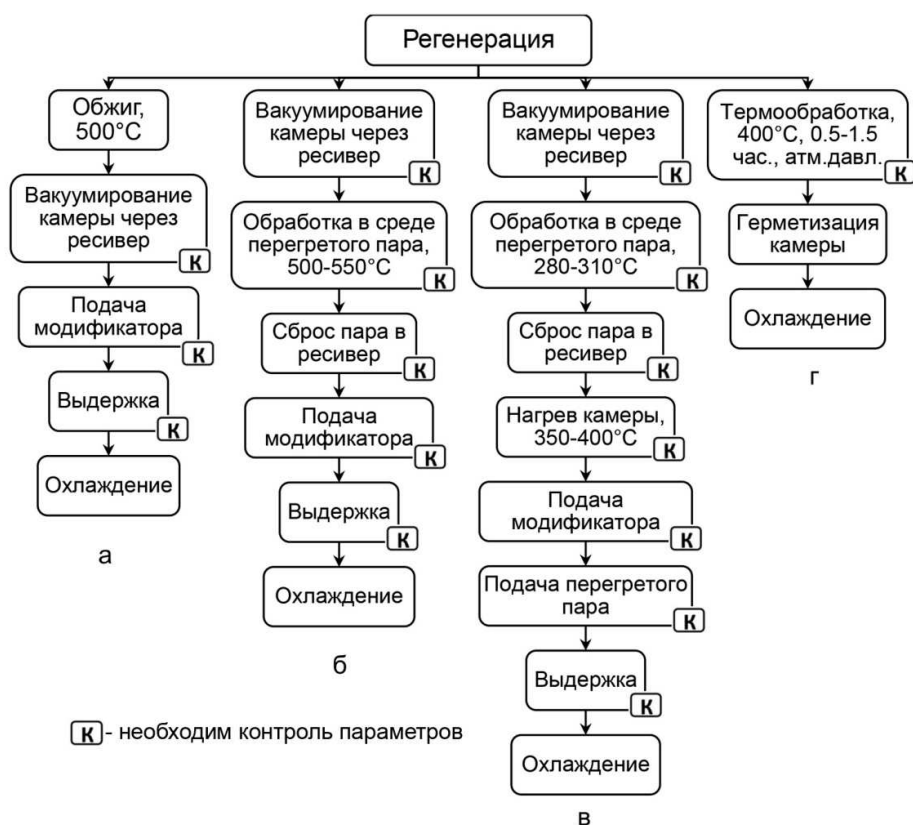 Регенерация
Обжиг,
500°C
Вакуумирование
камеры через
ресивер
К
Подача
модификатора
К
Выдержка
К
Охлаждение
а
Вакуумирование
камеры через
ресивер
К
Обработка в среде
перегретого пара,
500-550°C
К
Сброс пара в
ресивер
К
Подача
модификатора
К
Выдержка
К
Охлаждение
б
Вакуумирование
камеры через
ресивер
К
Обработка в среде
перегретого пара,
280-310°C
К
Сброс пара в
ресивер
К
Нагрев камеры,
350-400°C
К
Подача
модификатора
К
Подача перегретого
пара
К
Выдержка
К
Охлаждение
в
Термообработка,
400°C, 0.5-1.5
час., атм.давл.
К
Герметизация
камеры
Охлаждение
г
К - необходим контроль параметров